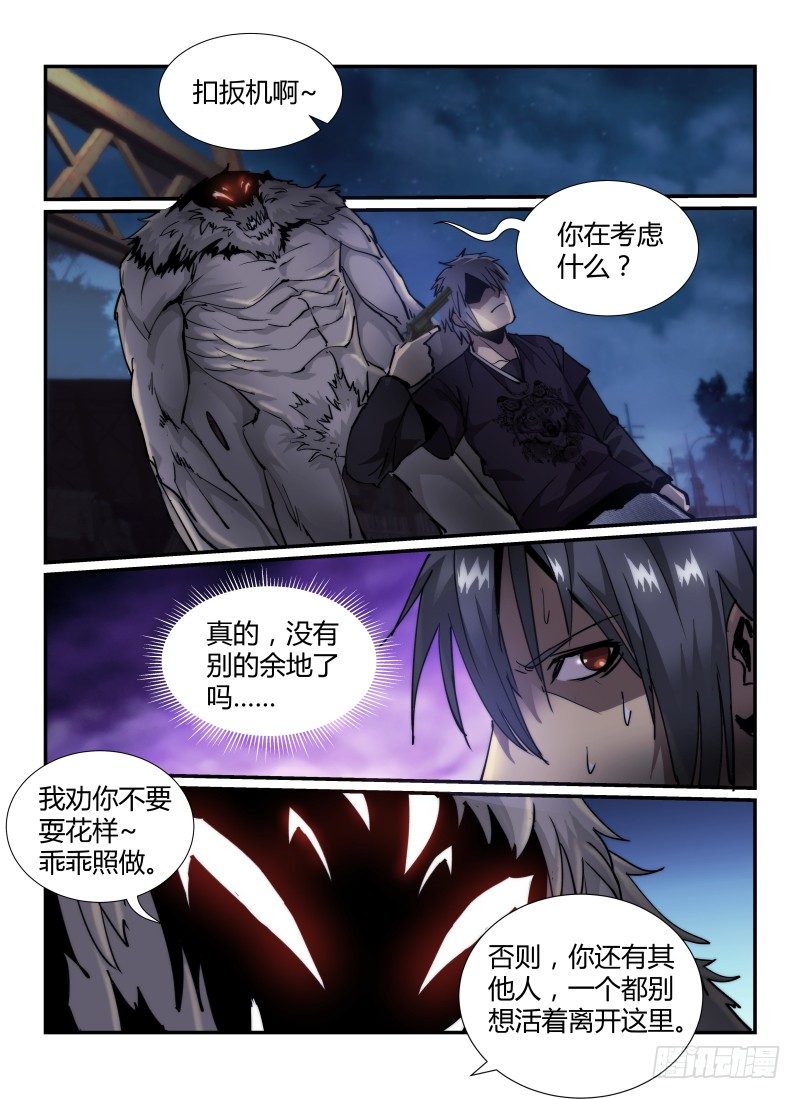 扣扳机啊~
你在考虑
什么？
真的，没有
别的余地了
吗……
我劝你不要
耍花样~
乖乖照做。
否则，你还有其
他人，一个都别
想活着离开这里。
腾讯动漫